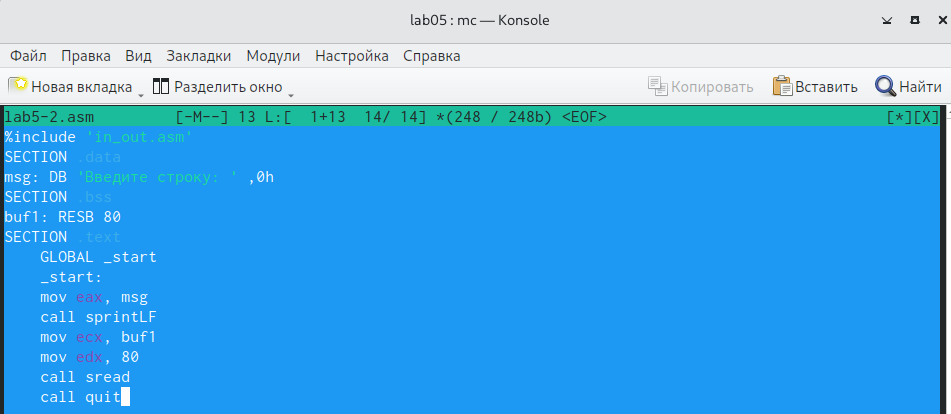 lab05 : mc — Konsole
Файл Правка Вид Закладки Модули Настройка Справка
Новая вкладка Разделить окно Копировать Вставить Найти
lab5-2.asm [-M--] 13 L:[ 1+13 14/ 14] *(248 / 248b) <EOF> [*][X]
%include 'in_out.asm'
SECTION .data
msg: DB 'Введите строку: ' ,0h
SECTION .bss
buf1: RESB 80
SECTION .text
GLOBAL _start
_start:
mov eax, msg
call sprintLF
mov ecx, buf1
mov edx, 80
call sread
call quit